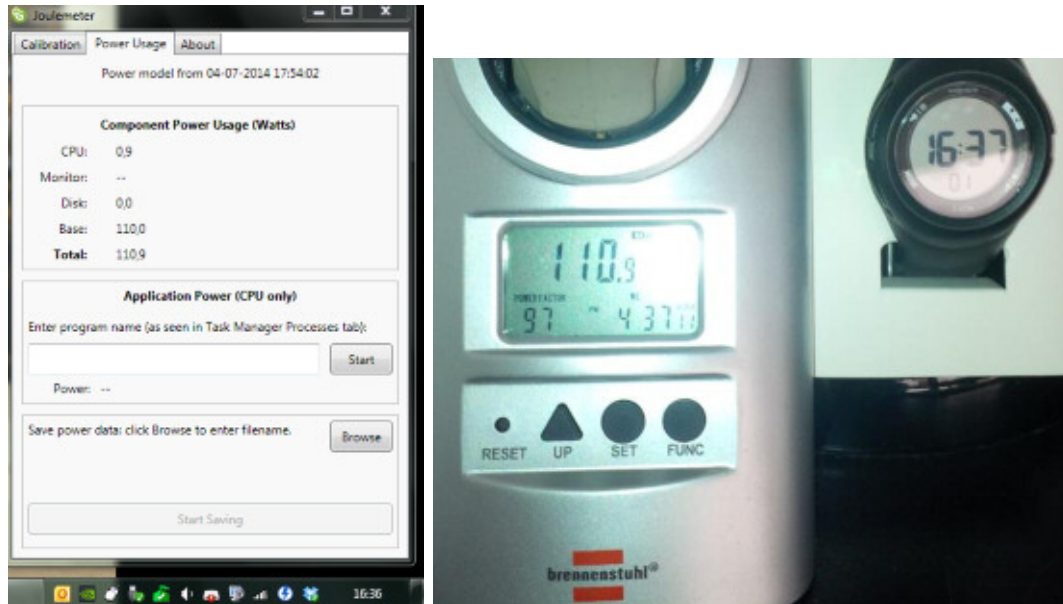 Joulemeter
Calibration Power Usage About
Power model from 04-07-2014 17:54:02
Component Power Usage (Watts)
CPU: 0,9
Monitor: --
Disk: 0,0
Base: 110,0
Total: 110,9
Application Power (CPU only)
Enter program name (as seen in Task Manager Processes tab):
Start
Power: --
Save power data: click Browse to enter filename.
Browse
Start Saving
16:36
110.9
POWER FACTOR
97 PM 4 37
RESET UP SET FUNC
brennenstuhl®
16:37
01